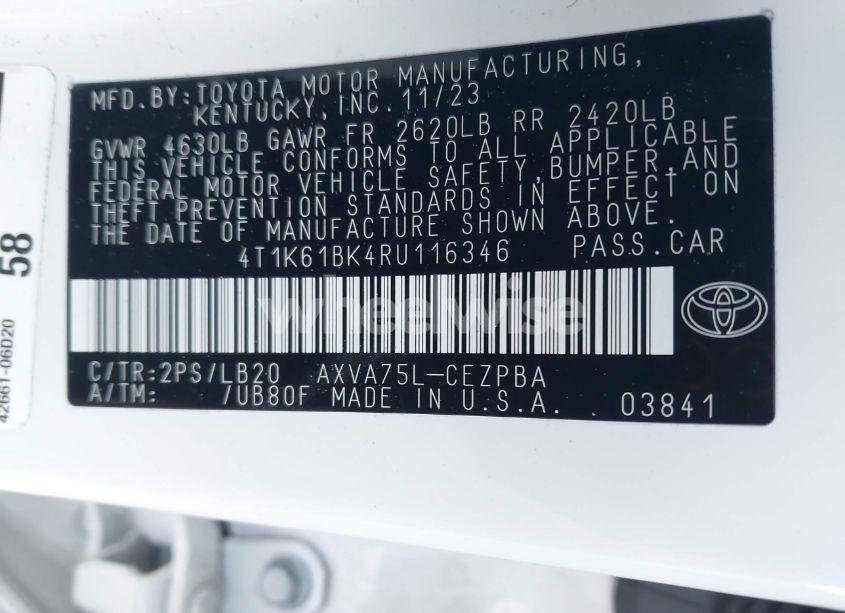 MFD.BY:TOYOTA MOTOR MANUFACTURING,
KENTUCKY,INC.11/23
GVWR 4630LB GAWR FR 2620LB RR 2420LB
THIS VEHICLE CONFORMS TO ALL APPLICABLE
FEDERAL MOTOR VEHICLE SAFETY,BUMPER,AND
THEFT PREVENTION STANDARDS IN EFFECT ON
THE DATE OF MANUFACTURE SHOWN ABOVE.
4T1K61BK4RU116346 PASS.CAR
wheelwise
C/TR:2PS/LB20 AXVA75L-CEZPBA
A/TM: /UB80F MADE IN U.S.A. 03841
58
42661-06D20